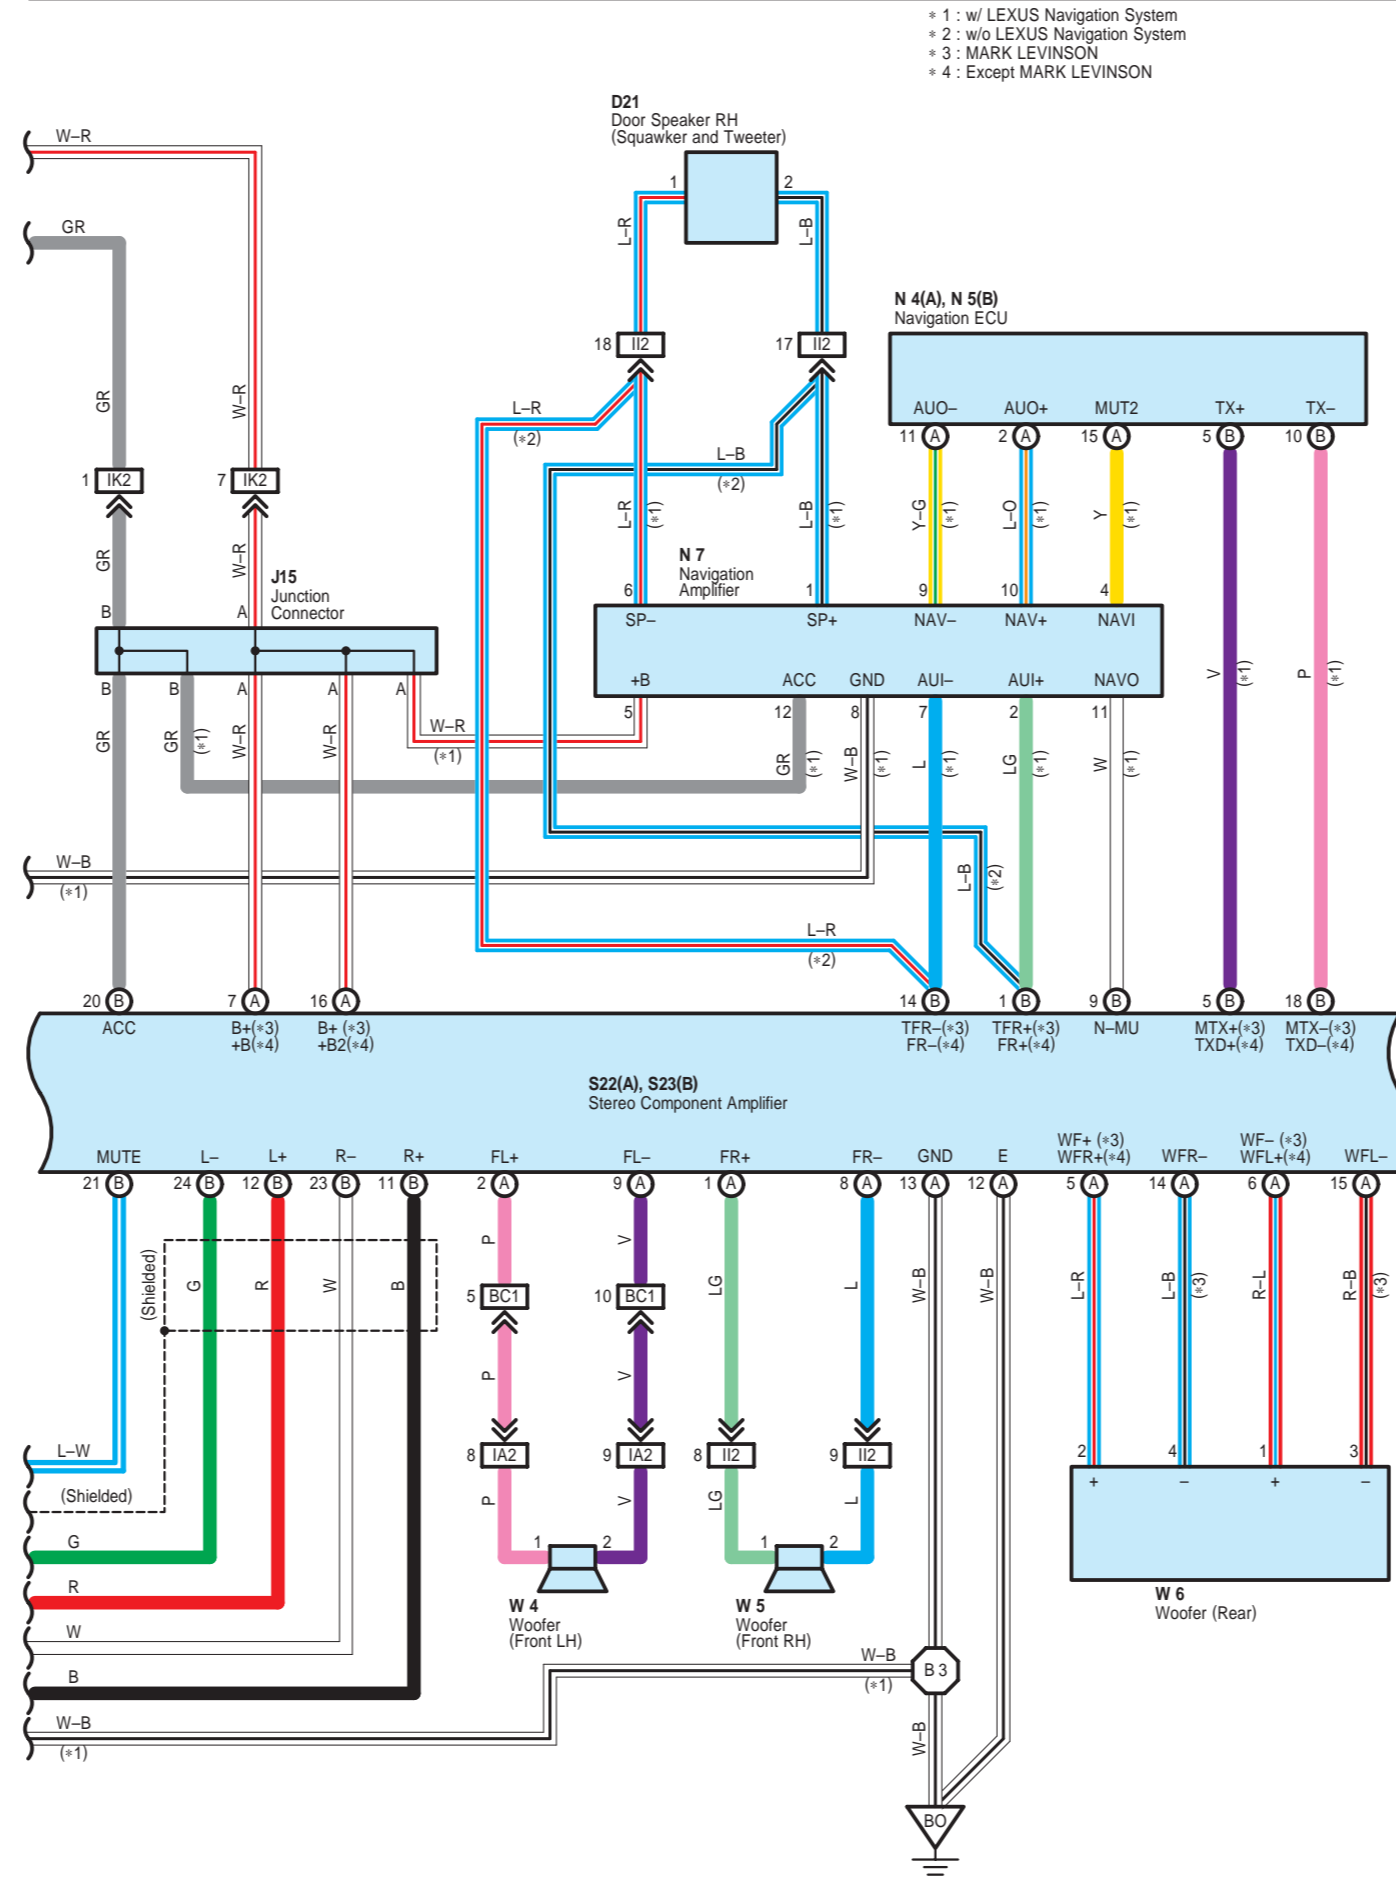 ∗ 1 : w/ LEXUS Navigation System
∗ 2 : w/o LEXUS Navigation System
∗ 3 : MARK LEVINSON
∗ 4 : Except MARK LEVINSON
D21
Door Speaker RH
(Squawker and Tweeter)
W–R
1
2
GR
L–R
L–B
N 4(A), N 5(B)
Navigation ECU
18 II2
17 II2
GR
W–R
L–R
(∗2)
AUO–
AUO+
MUT2
TX+
TX–
11 A
2 A
15 A
5 B
10 B
L–B
(∗2)
1 IK2
7 IK2
L–R
(∗1)
L–B
(∗1)
Y–G
(∗1)
L–O
(∗1)
Y
(∗1)
GR
W–R
N 7
Navigation
Amplifier
J15
Junction
Connector
B
A
6
1
9
10
4
SP–
SP+
NAV–
NAV+
NAVI
V
(∗1)
P
(∗1)
+B
ACC
GND
AUI–
AUI+
NAVO
B
B
A
A
A
5
12
8
7
2
11
GR
GR
(∗1)
W–R
W–R
W–R
(∗1)
GR
(∗1)
W–B
(∗1)
L
(∗1)
LG
(∗1)
W
(∗1)
W–B
(∗1)
L–B
(∗2)
L–R
(∗2)
20 B
7 A
16 A
14 B
1 B
9 B
5 B
18 B
ACC
B+(∗3)
+B(∗4)
B+ (∗3)
+B2(∗4)
TFR–(∗3)
FR–(∗4)
TFR+(∗3)
FR+(∗4)
N–MU
MTX+(∗3)
TXD+(∗4)
MTX–(∗3)
TXD–(∗4)
S22(A), S23(B)
Stereo Component Amplifier
MUTE
L–
L+
R–
R+
FL+
FL–
FR+
FR–
GND
E
WF+ (∗3)
WFR+(∗4)
WFR–
WF– (∗3)
WFL+(∗4)
WFL–
21 B
24 B
12 B
23 B
11 B
2 A
9 A
1 A
8 A
13 A
12 A
5 A
14 A
6 A
15 A
(Shielded)
G
R
W
B
P
V
LG
L
W–B
W–B
L–R
L–B
(∗3)
R–L
R–B
(∗3)
5 BC1
10 BC1
P
V
L–W
8 IA2
9 IA2
8 II2
9 II2
2
4
1
3
+
–
+
–
(Shielded)
P
V
LG
L
G
1
2
1
2
R
W 4
Woofer
(Front LH)
W 5
Woofer
(Front RH)
W 6
Woofer (Rear)
W
W–B
(∗1)
B 3
B
W–B
(∗1)
W–B
BO